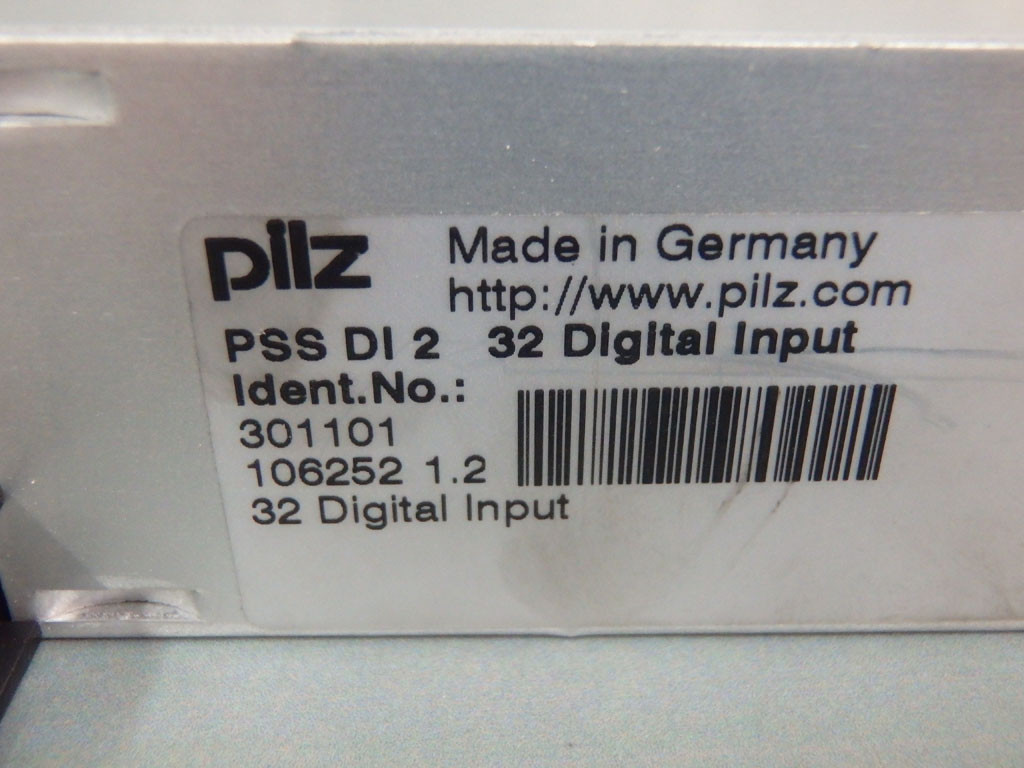 pilz
Made in Germany
http://www.pilz.com
PSS DI 2 32 Digital Input
Ident.No.:
301101
106252 1.2
32 Digital Input